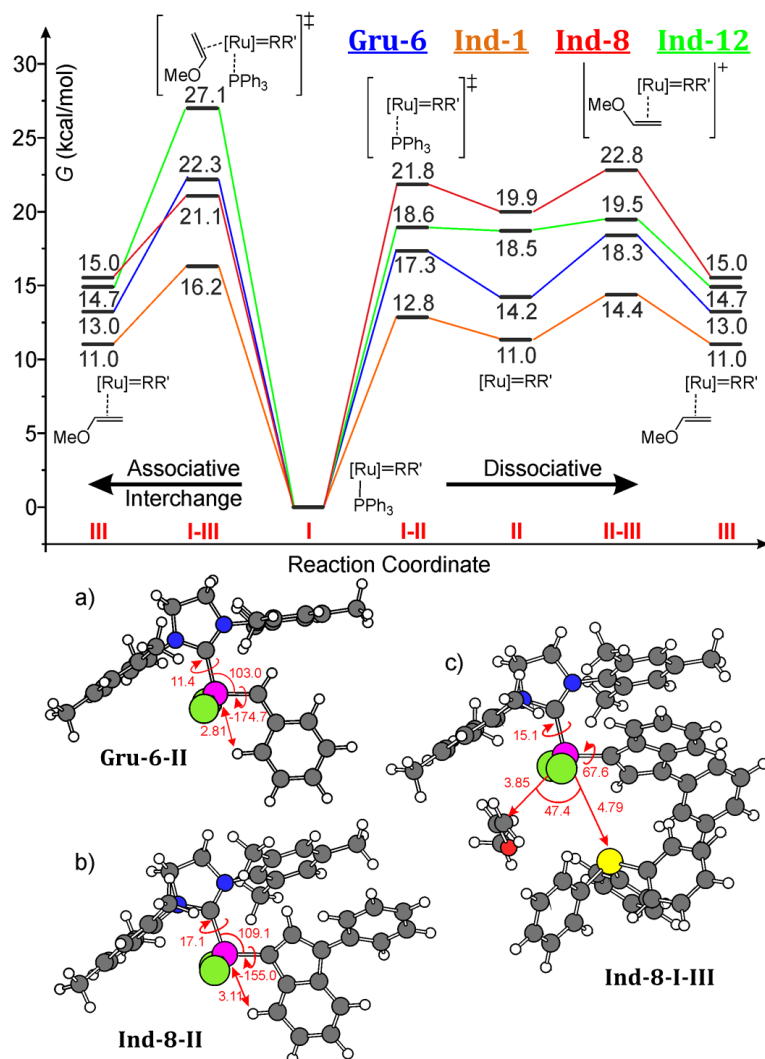 Gru-6 Ind-1 Ind-8 Ind-12
G (kcal/mol)
30
25
20
15
10
5
0
[Ru]=RR'
MeO
PPh3
‡
27.1
22.3
21.1
16.2
15.0
14.7
13.0
11.0
[Ru]=RR'
MeO
[Ru]=RR'
PPh3
‡
21.8
18.6
17.3
12.8
19.9
18.5
14.2
11.0
[Ru]=RR'
[Ru]=RR'
MeO
+
22.8
19.5
18.3
14.4
15.0
14.7
13.0
11.0
[Ru]=RR'
MeO
Associative
Interchange
[Ru]=RR'
PPh3
Dissociative
III I-III I I-II II II-III III
Reaction Coordinate
a)
11.4
103.0
-174.7
2.81
Gru-6-II
b)
17.1
109.1
-155.0
3.11
Ind-8-II
c)
15.1
67.6
3.85
47.4
4.79
Ind-8-I-III